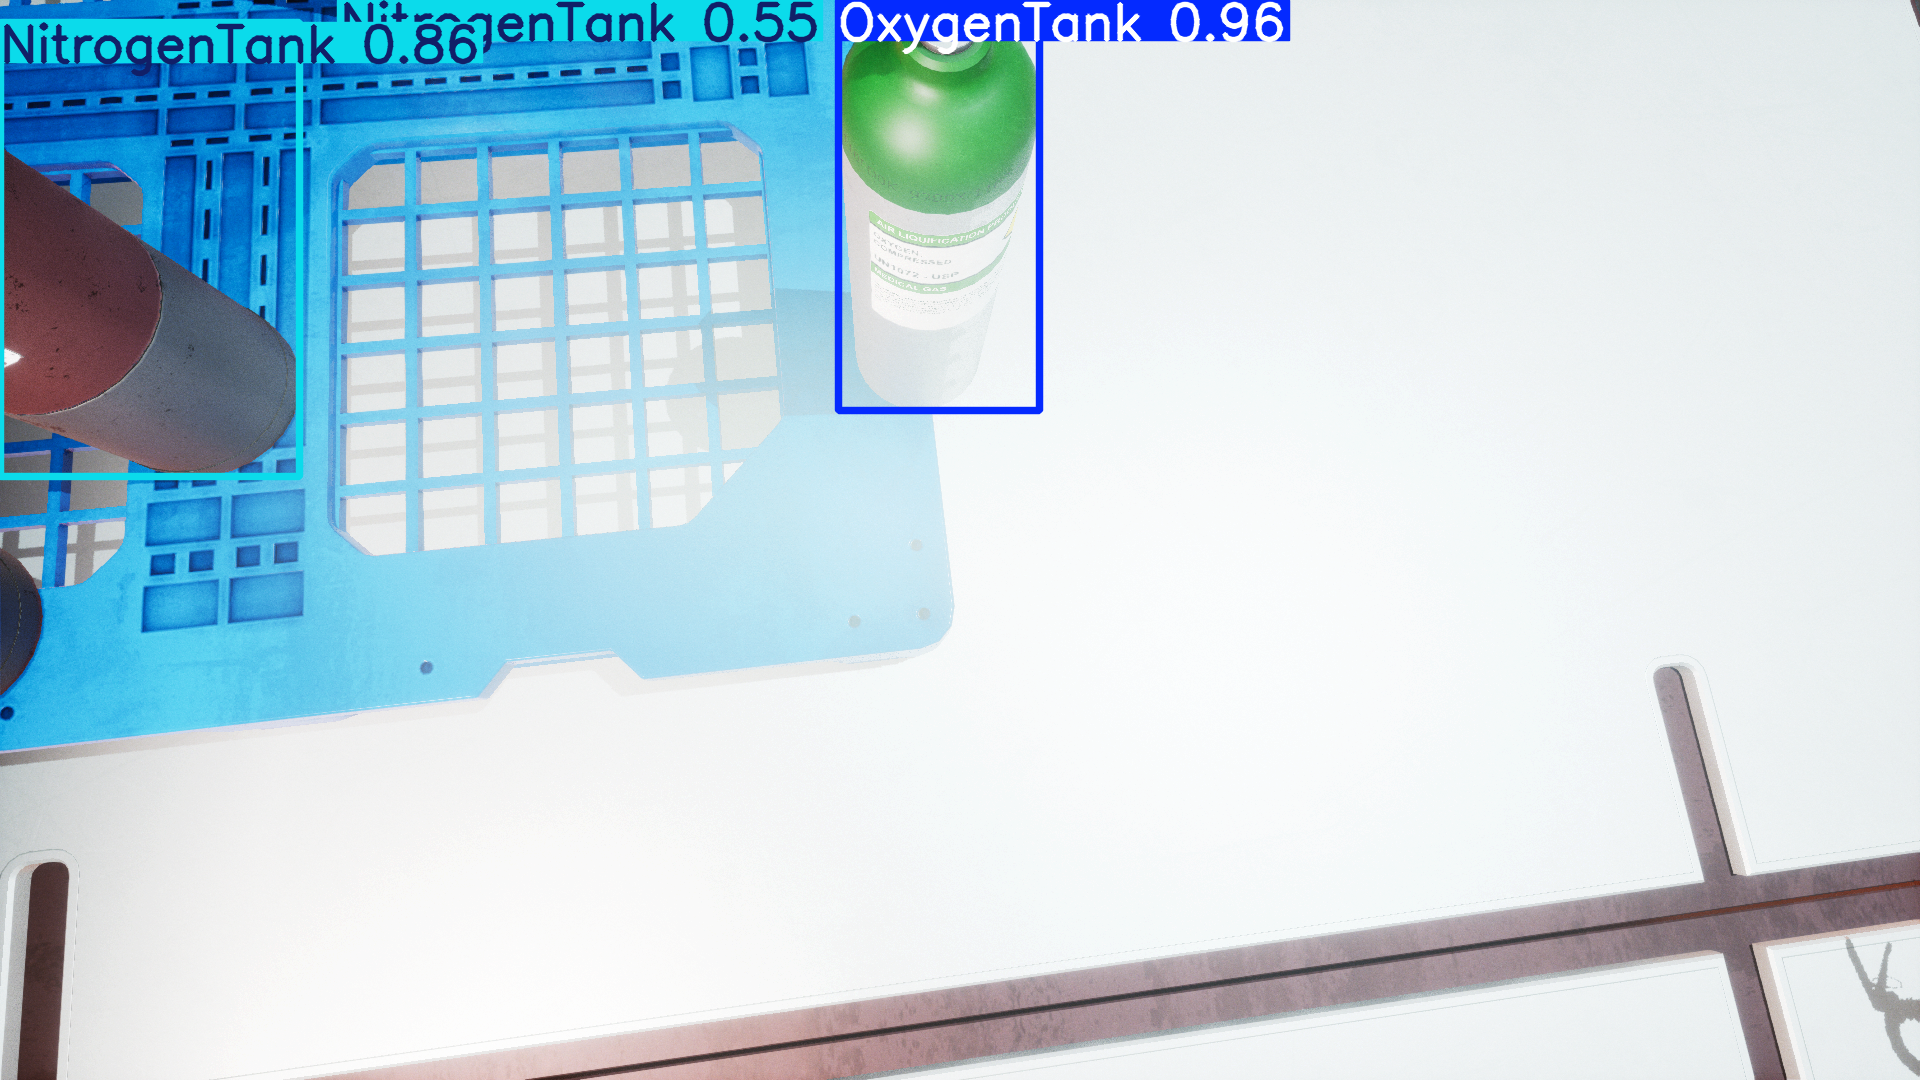 NitrogenTank 0.55
OxygenTank 0.96
NitrogenTank 0.86
AIR LIQUIFICATION
OXYGEN
COMPRESSED
UN1072 - USP
MEDICAL GAS